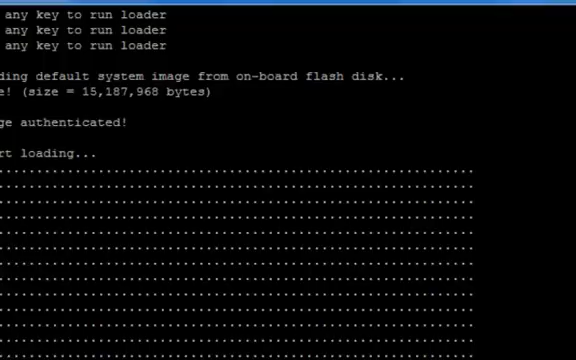 any key to run loader
any key to run loader
any key to run loader
ding default system image from on-board flash disk...
e! (size = 15,187,968 bytes)
ge authenticated!
rt loading...
.............................................................
.............................................................
.............................................................
.............................................................
.............................................................
.............................................................
.............................................................
.............................................................
.............................................................
.............................................................
.............................................................
.............................................................
.............................................................